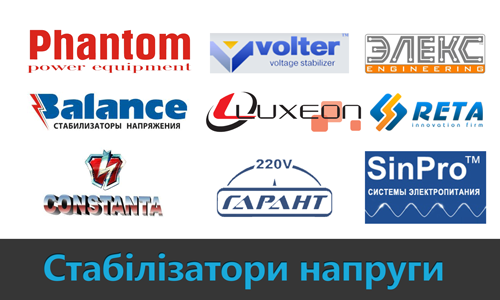 Phantom
power equipment
volter
voltage stabilizer
ЭЛЕКС
ENGINEERING
Balance
СТАБИЛИЗАТОРЫ НАПРЯЖЕНИЯ
LUXEON
RETA
innovation firm
CONSTANTA
220V
ГАРАНТ
SinPro™
СИСТЕМЫ ЭЛЕКТРОПИТАНИЯ
Стабілізатори напруги